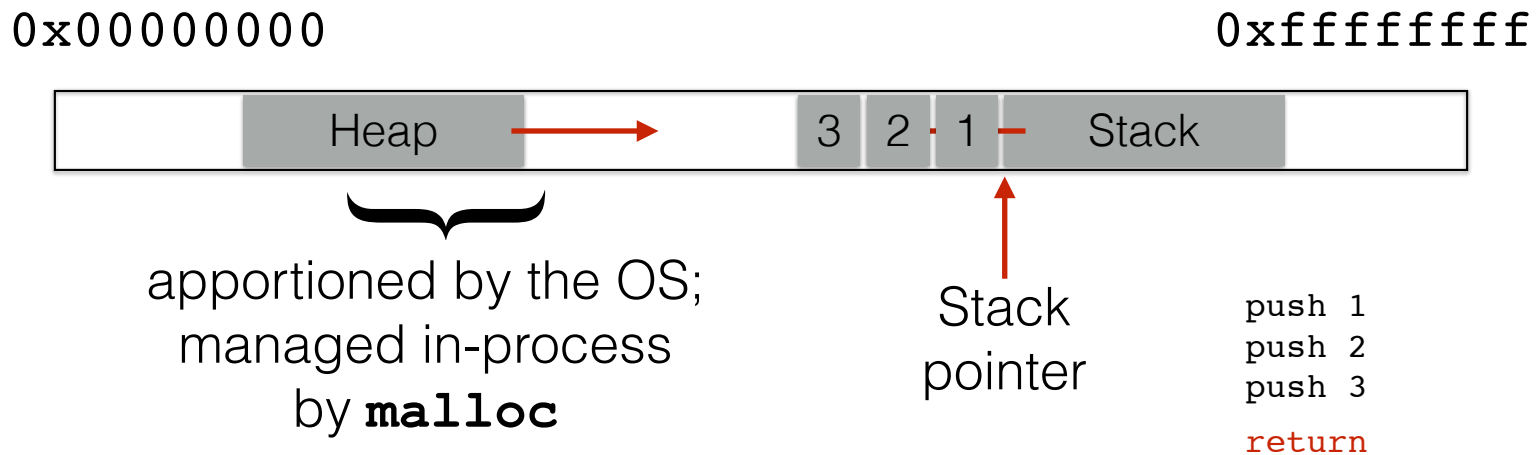 0x00000000 0xffffffff
Heap 3 2 1 Stack
apportioned by the OS;
managed in-process
by malloc
Stack
pointer
push 1
push 2
push 3
return